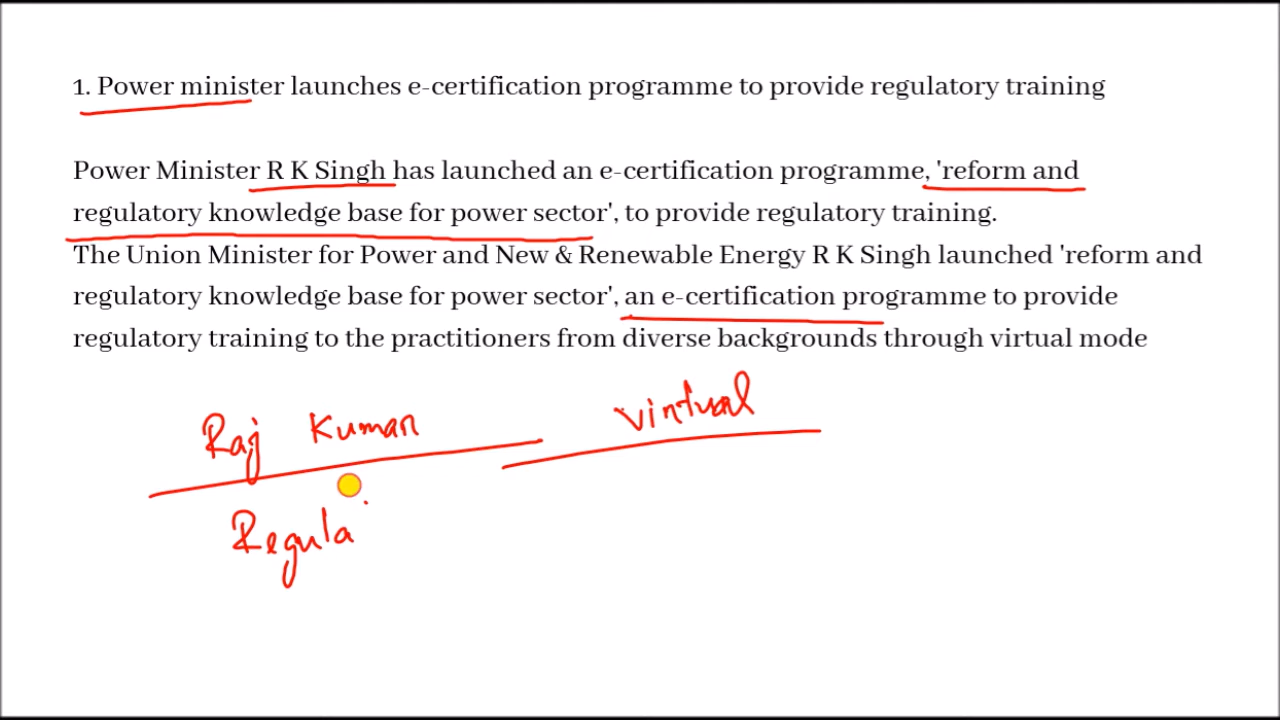 1. Power minister launches e-certification programme to provide regulatory training
Power Minister R K Singh has launched an e-certification programme, 'reform and
regulatory knowledge base for power sector', to provide regulatory training.
The Union Minister for Power and New & Renewable Energy R K Singh launched 'reform and
regulatory knowledge base for power sector', an e-certification programme to provide
regulatory training to the practitioners from diverse backgrounds through virtual mode
Raj Kumar virtual
Regula